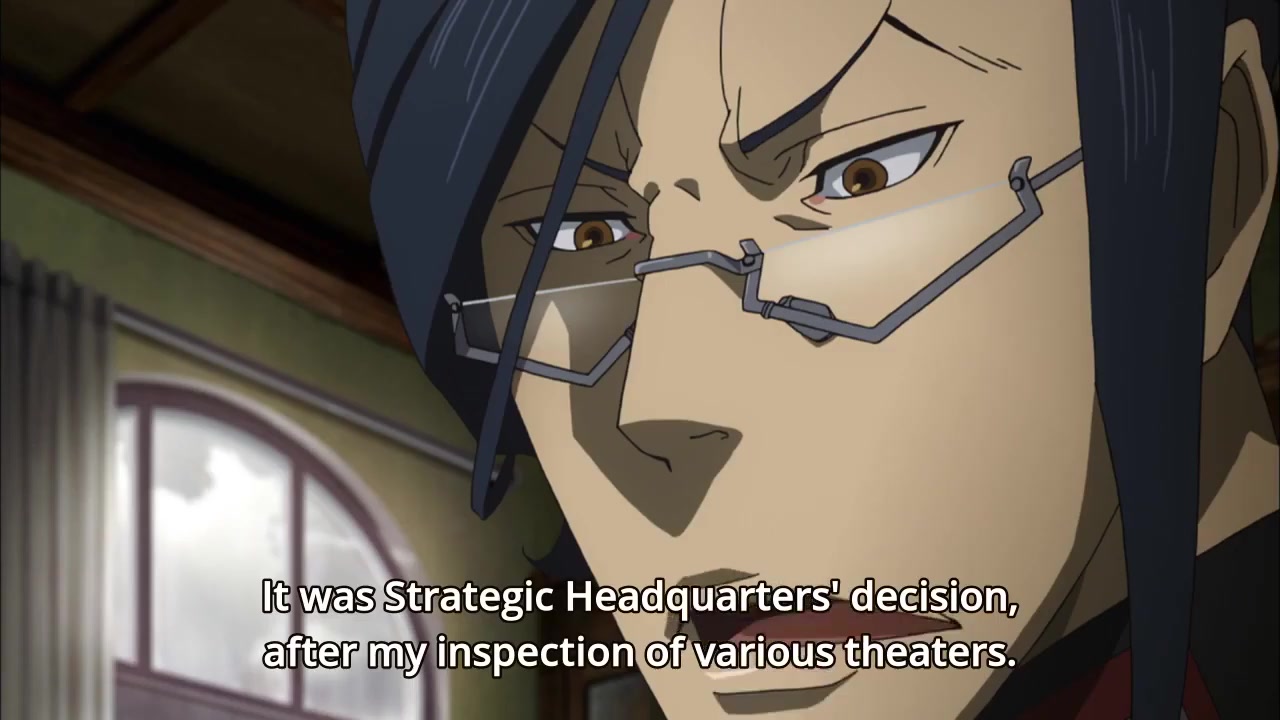 It was Strategic Headquarters' decision,
after my inspection of various theaters.